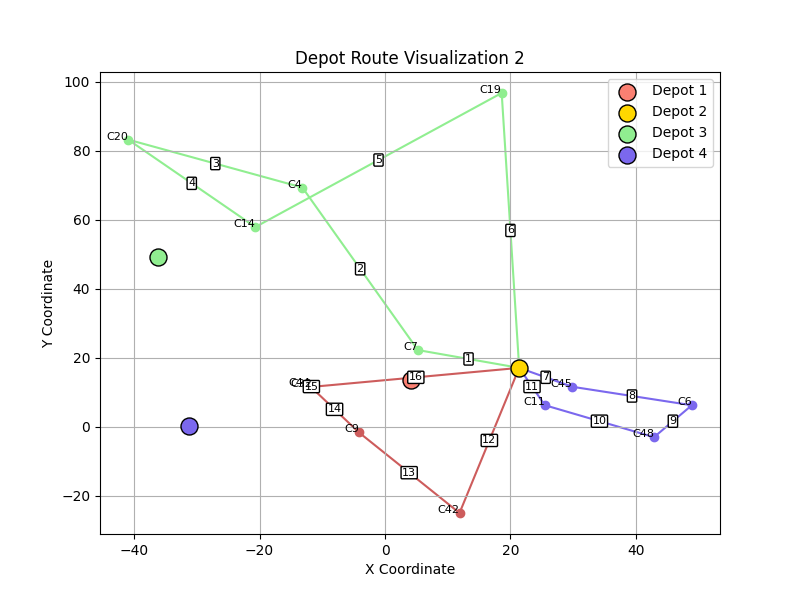 Depot Route Visualization 2
Depot 1
Depot 2
Depot 3
Depot 4
Y Coordinate
100
80
60
40
20
0
−20
C19
C20
5
3
4
C4
C14
6
2
C7
1
16
7
C45
15
11
8
C11
C6
14
10
9
C9
C48
12
13
C42
−40
−20
0
20
40
X Coordinate